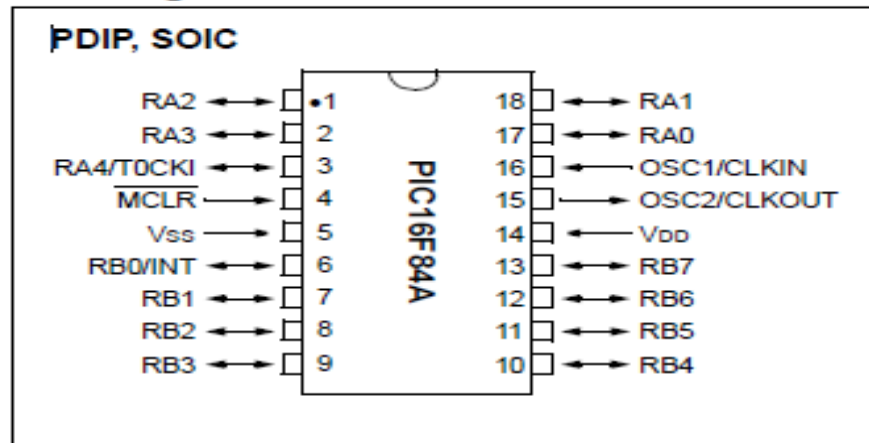 PDIP, SOIC
RA2 1 18 RA1
RA3 2 17 RA0
RA4/T0CKI 3 16 OSC1/CLKIN
MCLR 4 15 OSC2/CLKOUT
VSS 5 14 VDD
RB0/INT 6 13 RB7
RB1 7 12 RB6
RB2 8 11 RB5
RB3 9 10 RB4
PIC16F84A